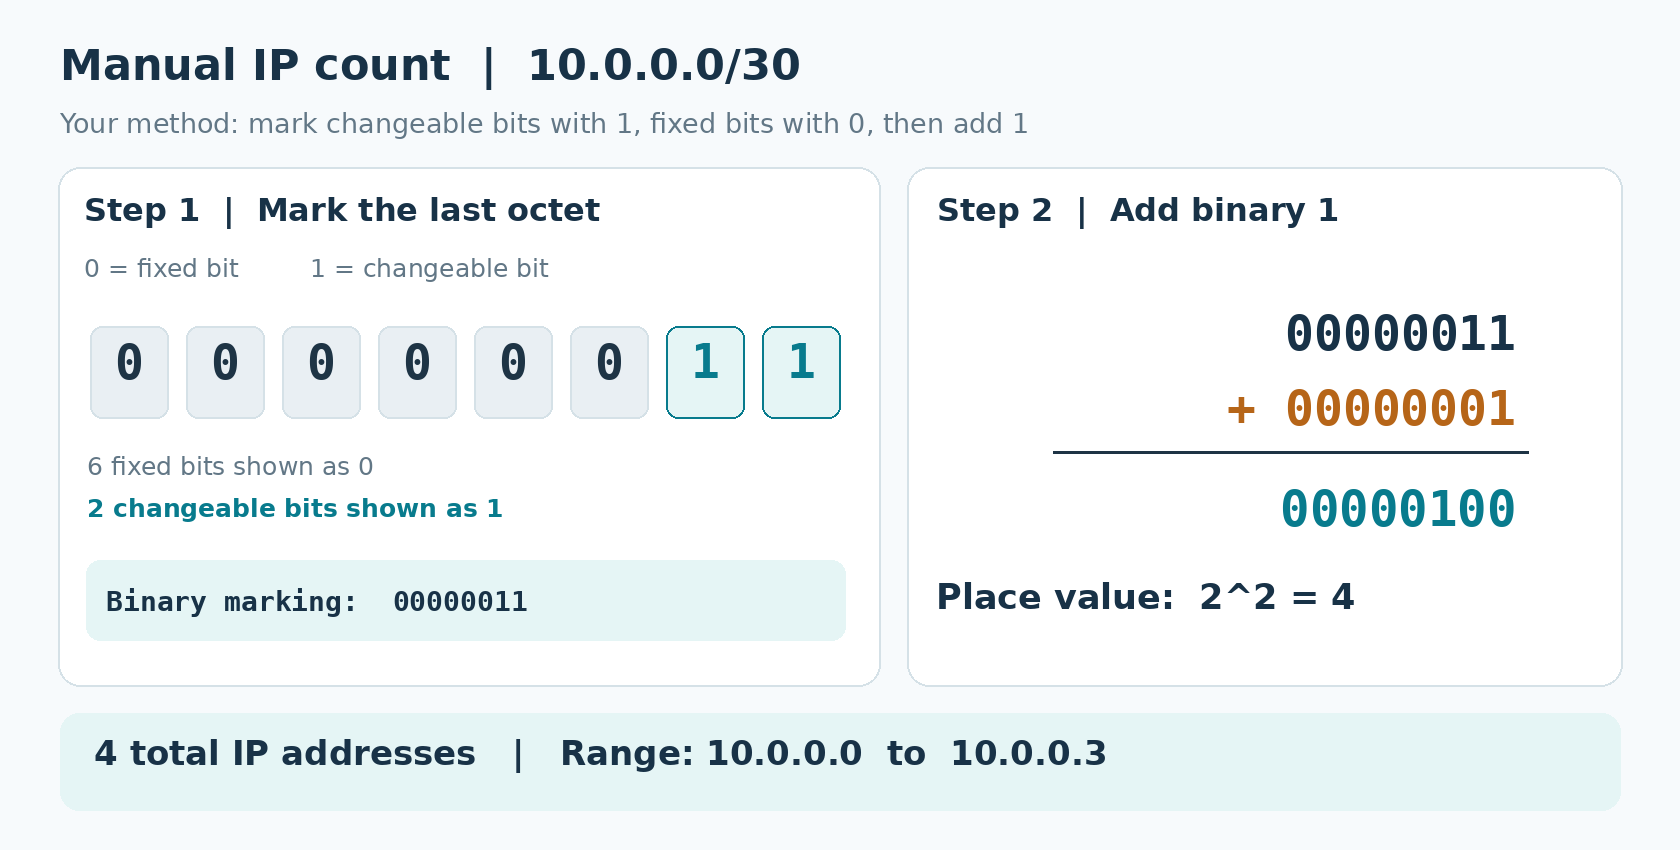 Manual IP count | 10.0.0.0/30
Your method: mark changeable bits with 1, fixed bits with 0, then add 1
Step 1 | Mark the last octet
0 = fixed bit 1 = changeable bit
0 0 0 0 0 0 1 1
6 fixed bits shown as 0
2 changeable bits shown as 1
Binary marking: 00000011
Step 2 | Add binary 1
00000011
+ 00000001
00000100
Place value: 2^2 = 4
4 total IP addresses | Range: 10.0.0.0 to 10.0.0.3